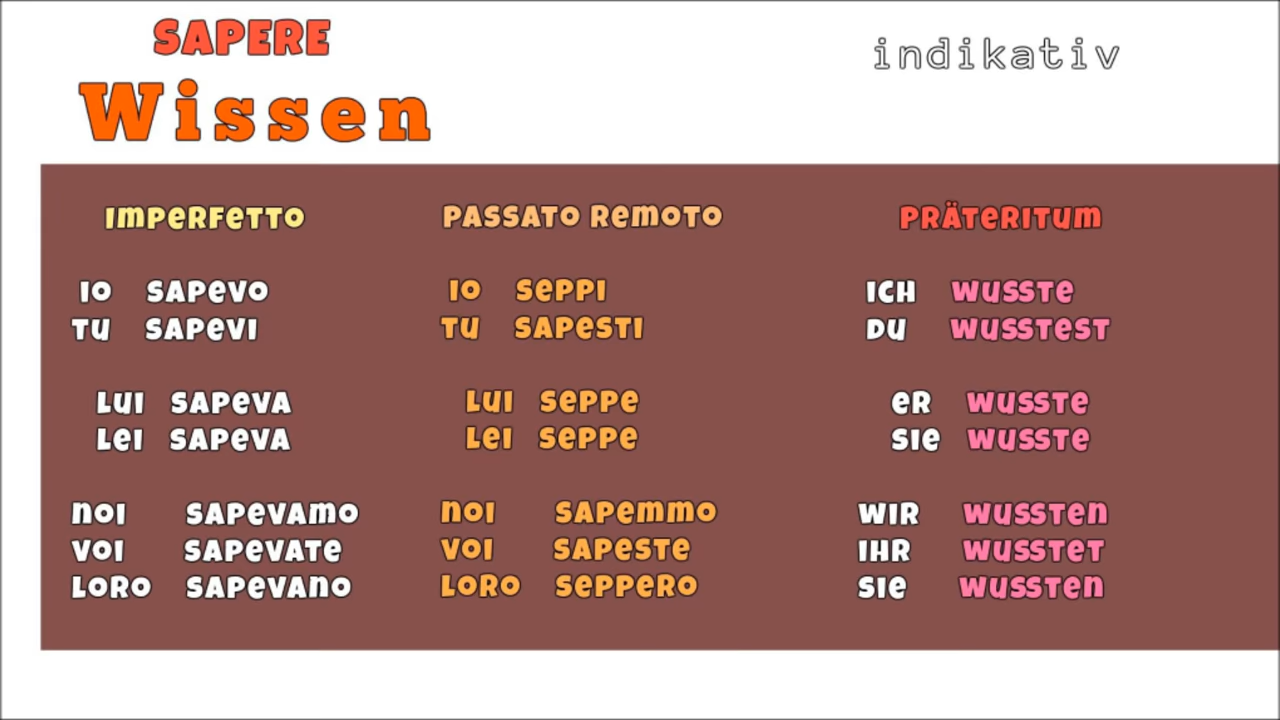 SAPERE
indikativ
Wissen
IMPERFETTO PASSATO REMOTO PRÄTERITUM
IO SAPEVO IO SEPPI ICH WUSSTE
TU SAPEVI TU SAPESTI DU WUSSTEST
LUI SAPEVA LUI SEPPE ER WUSSTE
LEI SAPEVA LEI SEPPE SIE WUSSTE
NOI SAPEVAMO NOI SAPEMMO WIR WUSSTEN
VOI SAPEVATE VOI SAPESTE IHR WUSSTET
LORO SAPEVANO LORO SEPPERO SIE WUSSTEN